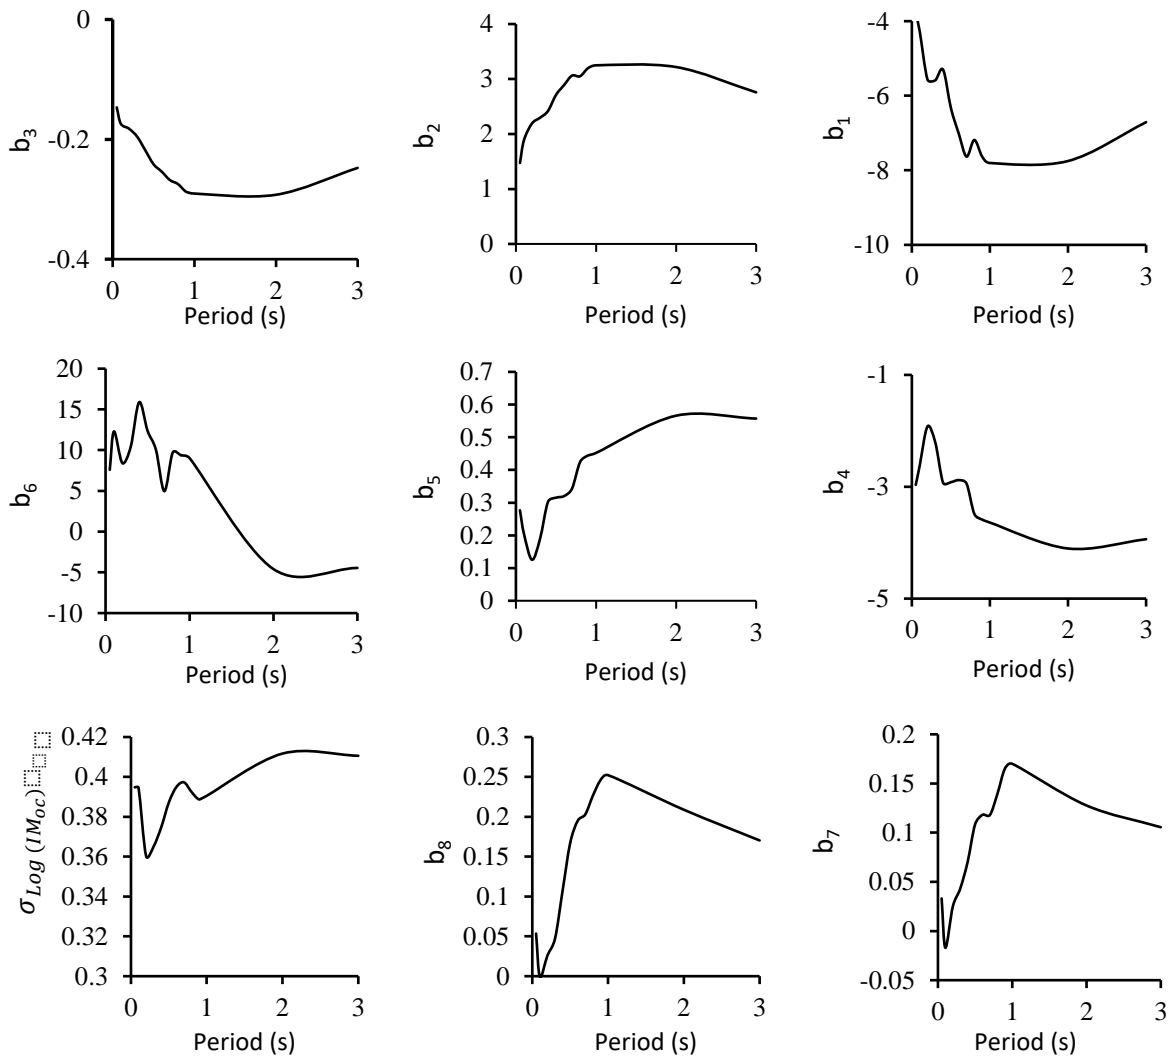 b3
0
-0.2
-0.4
0 1 2 3
Period (s)
b2
4
3
2
1
0
0 1 2 3
Period (s)
b1
-4
-6
-8
-10
0 1 2 3
Period (s)
b6
20
15
10
5
0
-5
-10
0 1 2 3
Period (s)
b5
0.7
0.6
0.5
0.4
0.3
0.2
0.1
0
0 1 2 3
Period (s)
b4
-1
-3
-5
0 1 2 3
Period (s)
σLog (IMoc)
0.42
0.4
0.38
0.36
0.34
0.32
0.3
0 1 2 3
Period (s)
b8
0.3
0.25
0.2
0.15
0.1
0.05
0
0 1 2 3
Period (s)
b7
0.2
0.15
0.1
0.05
0
-0.05
0 1 2 3
Period (s)